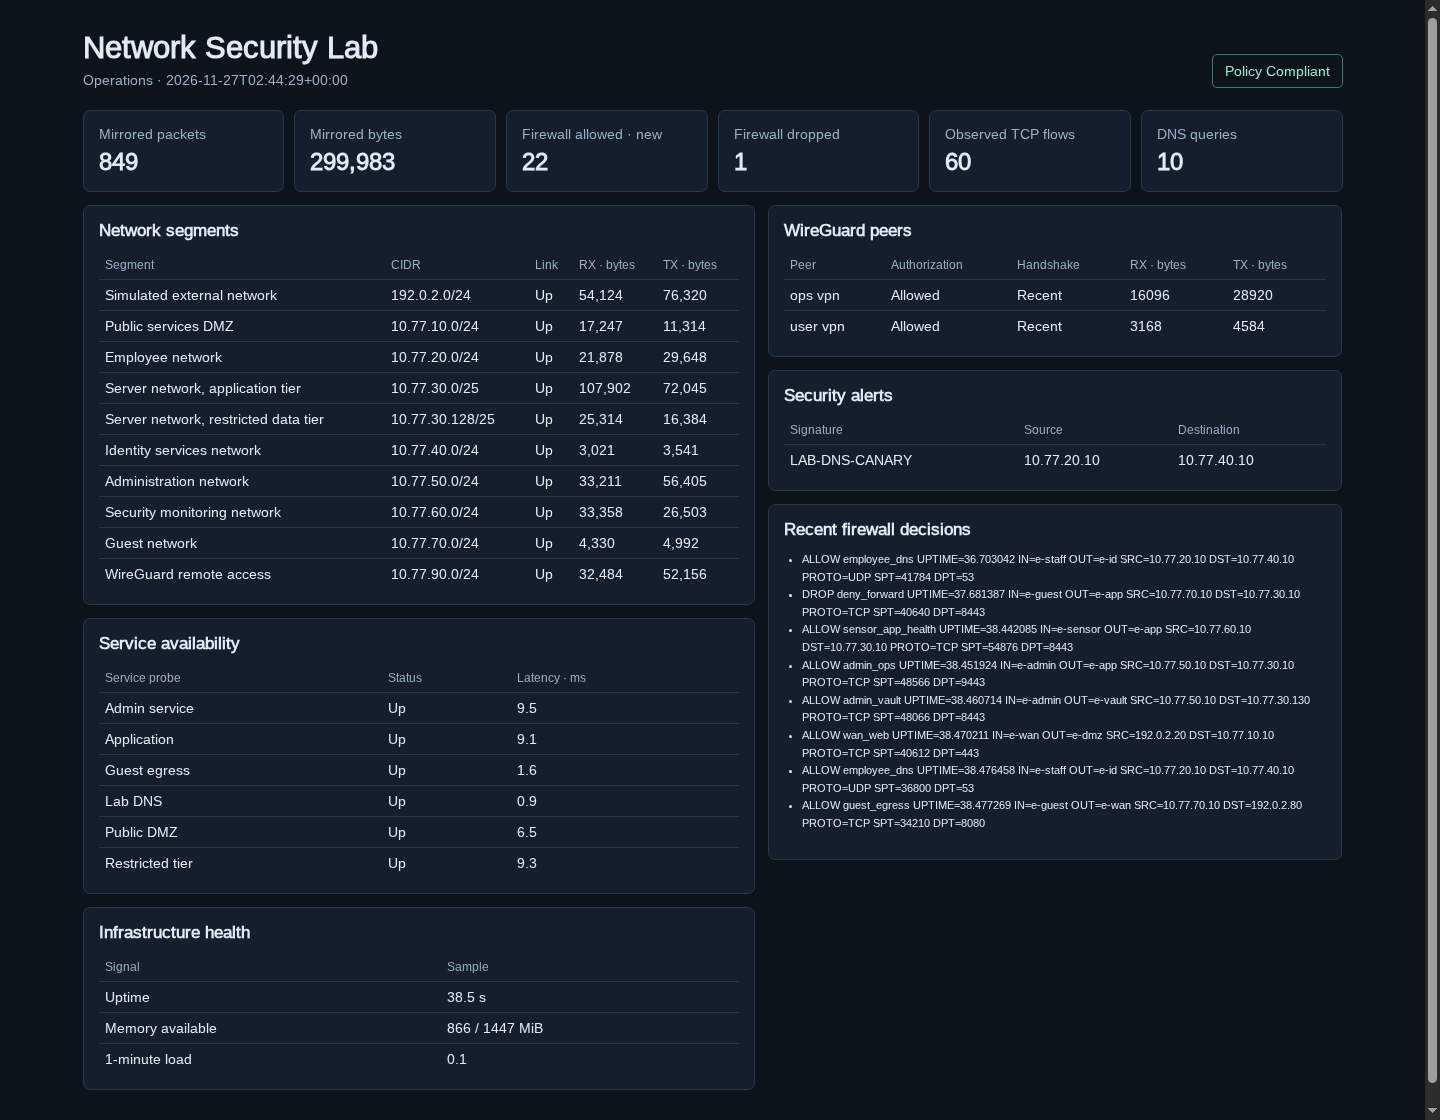 Network Security Lab
Operations · 2026-11-27T02:44:29+00:00
Policy Compliant
Mirrored packets
849
Mirrored bytes
299,983
Firewall allowed · new
22
Firewall dropped
1
Observed TCP flows
60
DNS queries
10
Network segments
Segment CIDR Link RX · bytes TX · bytes
Simulated external network 192.0.2.0/24 Up 54,124 76,320
Public services DMZ 10.77.10.0/24 Up 17,247 11,314
Employee network 10.77.20.0/24 Up 21,878 29,648
Server network, application tier 10.77.30.0/25 Up 107,902 72,045
Server network, restricted data tier 10.77.30.128/25 Up 25,314 16,384
Identity services network 10.77.40.0/24 Up 3,021 3,541
Administration network 10.77.50.0/24 Up 33,211 56,405
Security monitoring network 10.77.60.0/24 Up 33,358 26,503
Guest network 10.77.70.0/24 Up 4,330 4,992
WireGuard remote access 10.77.90.0/24 Up 32,484 52,156
Service availability
Service probe Status Latency · ms
Admin service Up 9.5
Application Up 9.1
Guest egress Up 1.6
Lab DNS Up 0.9
Public DMZ Up 6.5
Restricted tier Up 9.3
Infrastructure health
Signal Sample
Uptime 38.5 s
Memory available 866 / 1447 MiB
1-minute load 0.1
WireGuard peers
Peer Authorization Handshake RX · bytes TX · bytes
ops vpn Allowed Recent 16096 28920
user vpn Allowed Recent 3168 4584
Security alerts
Signature Source Destination
LAB-DNS-CANARY 10.77.20.10 10.77.40.10
Recent firewall decisions
• ALLOW employee_dns UPTIME=36.703042 IN=e-staff OUT=e-id SRC=10.77.20.10 DST=10.77.40.10
PROTO=UDP SPT=41784 DPT=53
• DROP deny_forward UPTIME=37.681387 IN=e-guest OUT=e-app SRC=10.77.70.10 DST=10.77.30.10
PROTO=TCP SPT=40640 DPT=8443
• ALLOW sensor_app_health UPTIME=38.442085 IN=e-sensor OUT=e-app SRC=10.77.60.10
DST=10.77.30.10 PROTO=TCP SPT=54876 DPT=8443
• ALLOW admin_ops UPTIME=38.451924 IN=e-admin OUT=e-app SRC=10.77.50.10 DST=10.77.30.10
PROTO=TCP SPT=48566 DPT=9443
• ALLOW admin_vault UPTIME=38.460714 IN=e-admin OUT=e-vault SRC=10.77.50.10 DST=10.77.30.130
PROTO=TCP SPT=48066 DPT=8443
• ALLOW wan_web UPTIME=38.470211 IN=e-wan OUT=e-dmz SRC=192.0.2.20 DST=10.77.10.10
PROTO=TCP SPT=40612 DPT=443
• ALLOW employee_dns UPTIME=38.476458 IN=e-staff OUT=e-id SRC=10.77.20.10 DST=10.77.40.10
PROTO=UDP SPT=36800 DPT=53
• ALLOW guest_egress UPTIME=38.477269 IN=e-guest OUT=e-wan SRC=10.77.70.10 DST=192.0.2.80
PROTO=TCP SPT=34210 DPT=8080